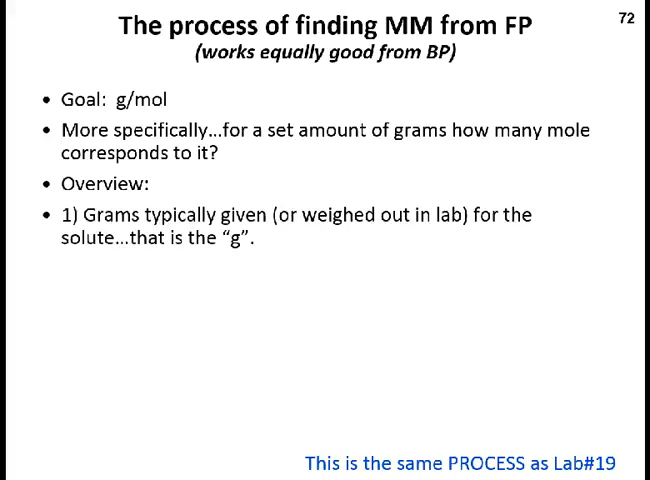 The process of finding MM from FP
72
(works equally good from BP)
• Goal: g/mol
• More specifically...for a set amount of grams how many mole
corresponds to it?
• Overview:
• 1) Grams typically given (or weighed out in lab) for the
solute...that is the “g”.
This is the same PROCESS as Lab#19